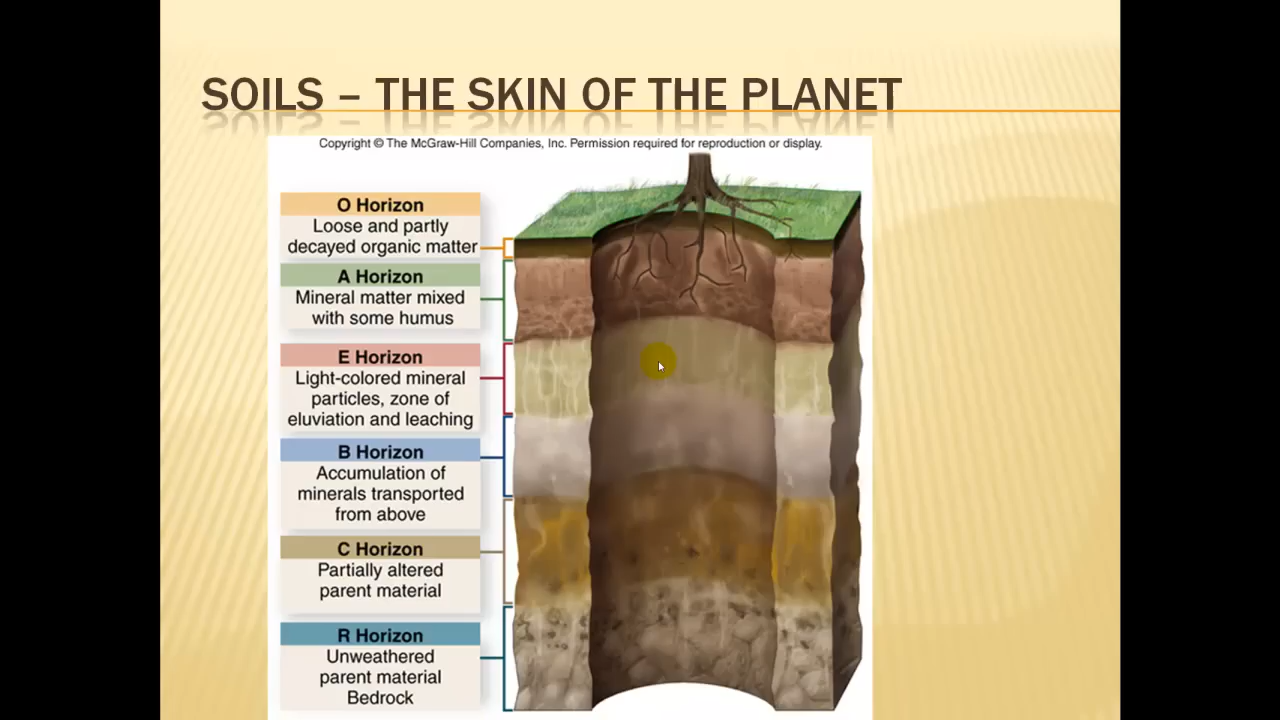 SOILS – THE SKIN OF THE PLANET
Copyright © The McGraw-Hill Companies, Inc. Permission required for reproduction or display.
O Horizon
Loose and partly
decayed organic matter
A Horizon
Mineral matter mixed
with some humus
E Horizon
Light-colored mineral
particles, zone of
eluviation and leaching
B Horizon
Accumulation of
minerals transported
from above
C Horizon
Partially altered
parent material
R Horizon
Unweathered
parent material
Bedrock